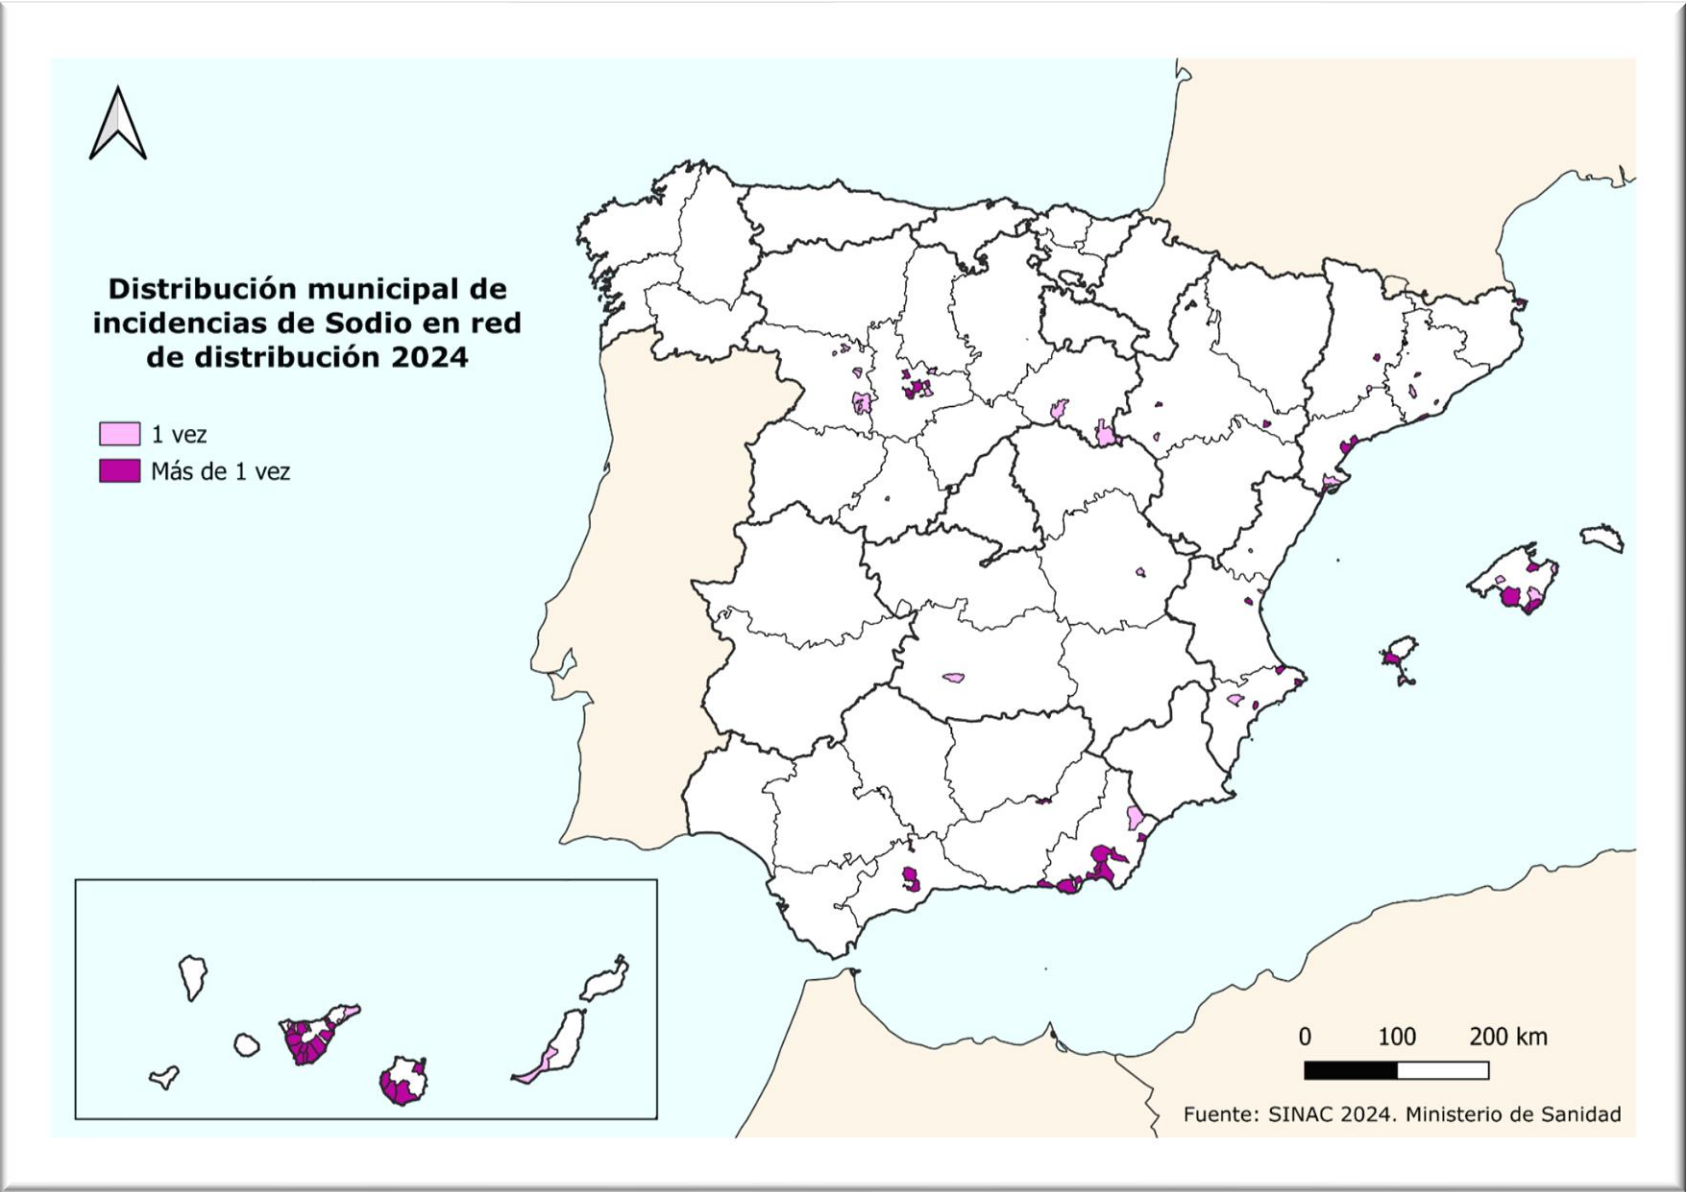 Distribución municipal de
incidencias de Sodio en red
de distribución 2024
1 vez
Más de 1 vez
0 100 200 km
Fuente: SINAC 2024. Ministerio de Sanidad